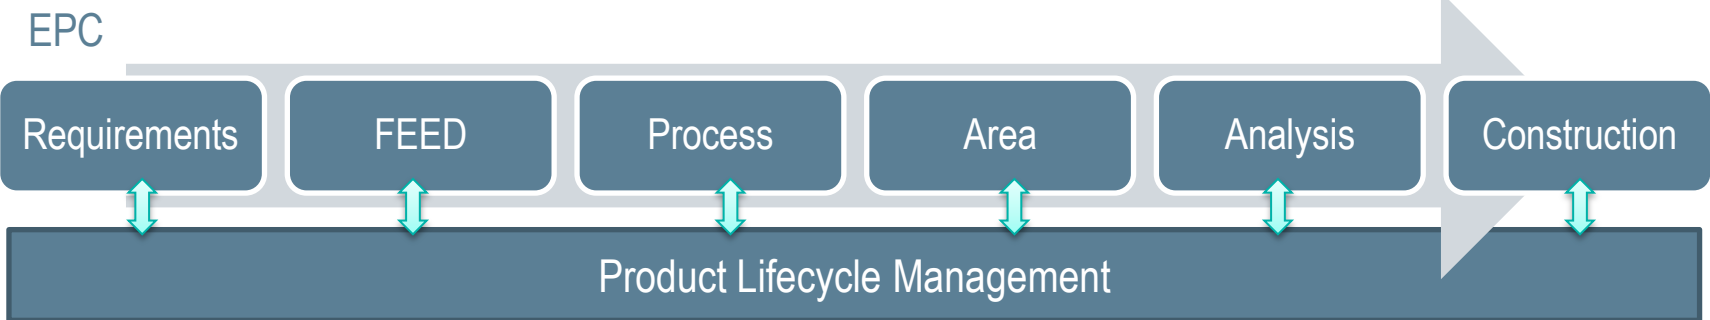 EPC
Requirements
FEED
Process
Area
Analysis
Construction
Product Lifecycle Management